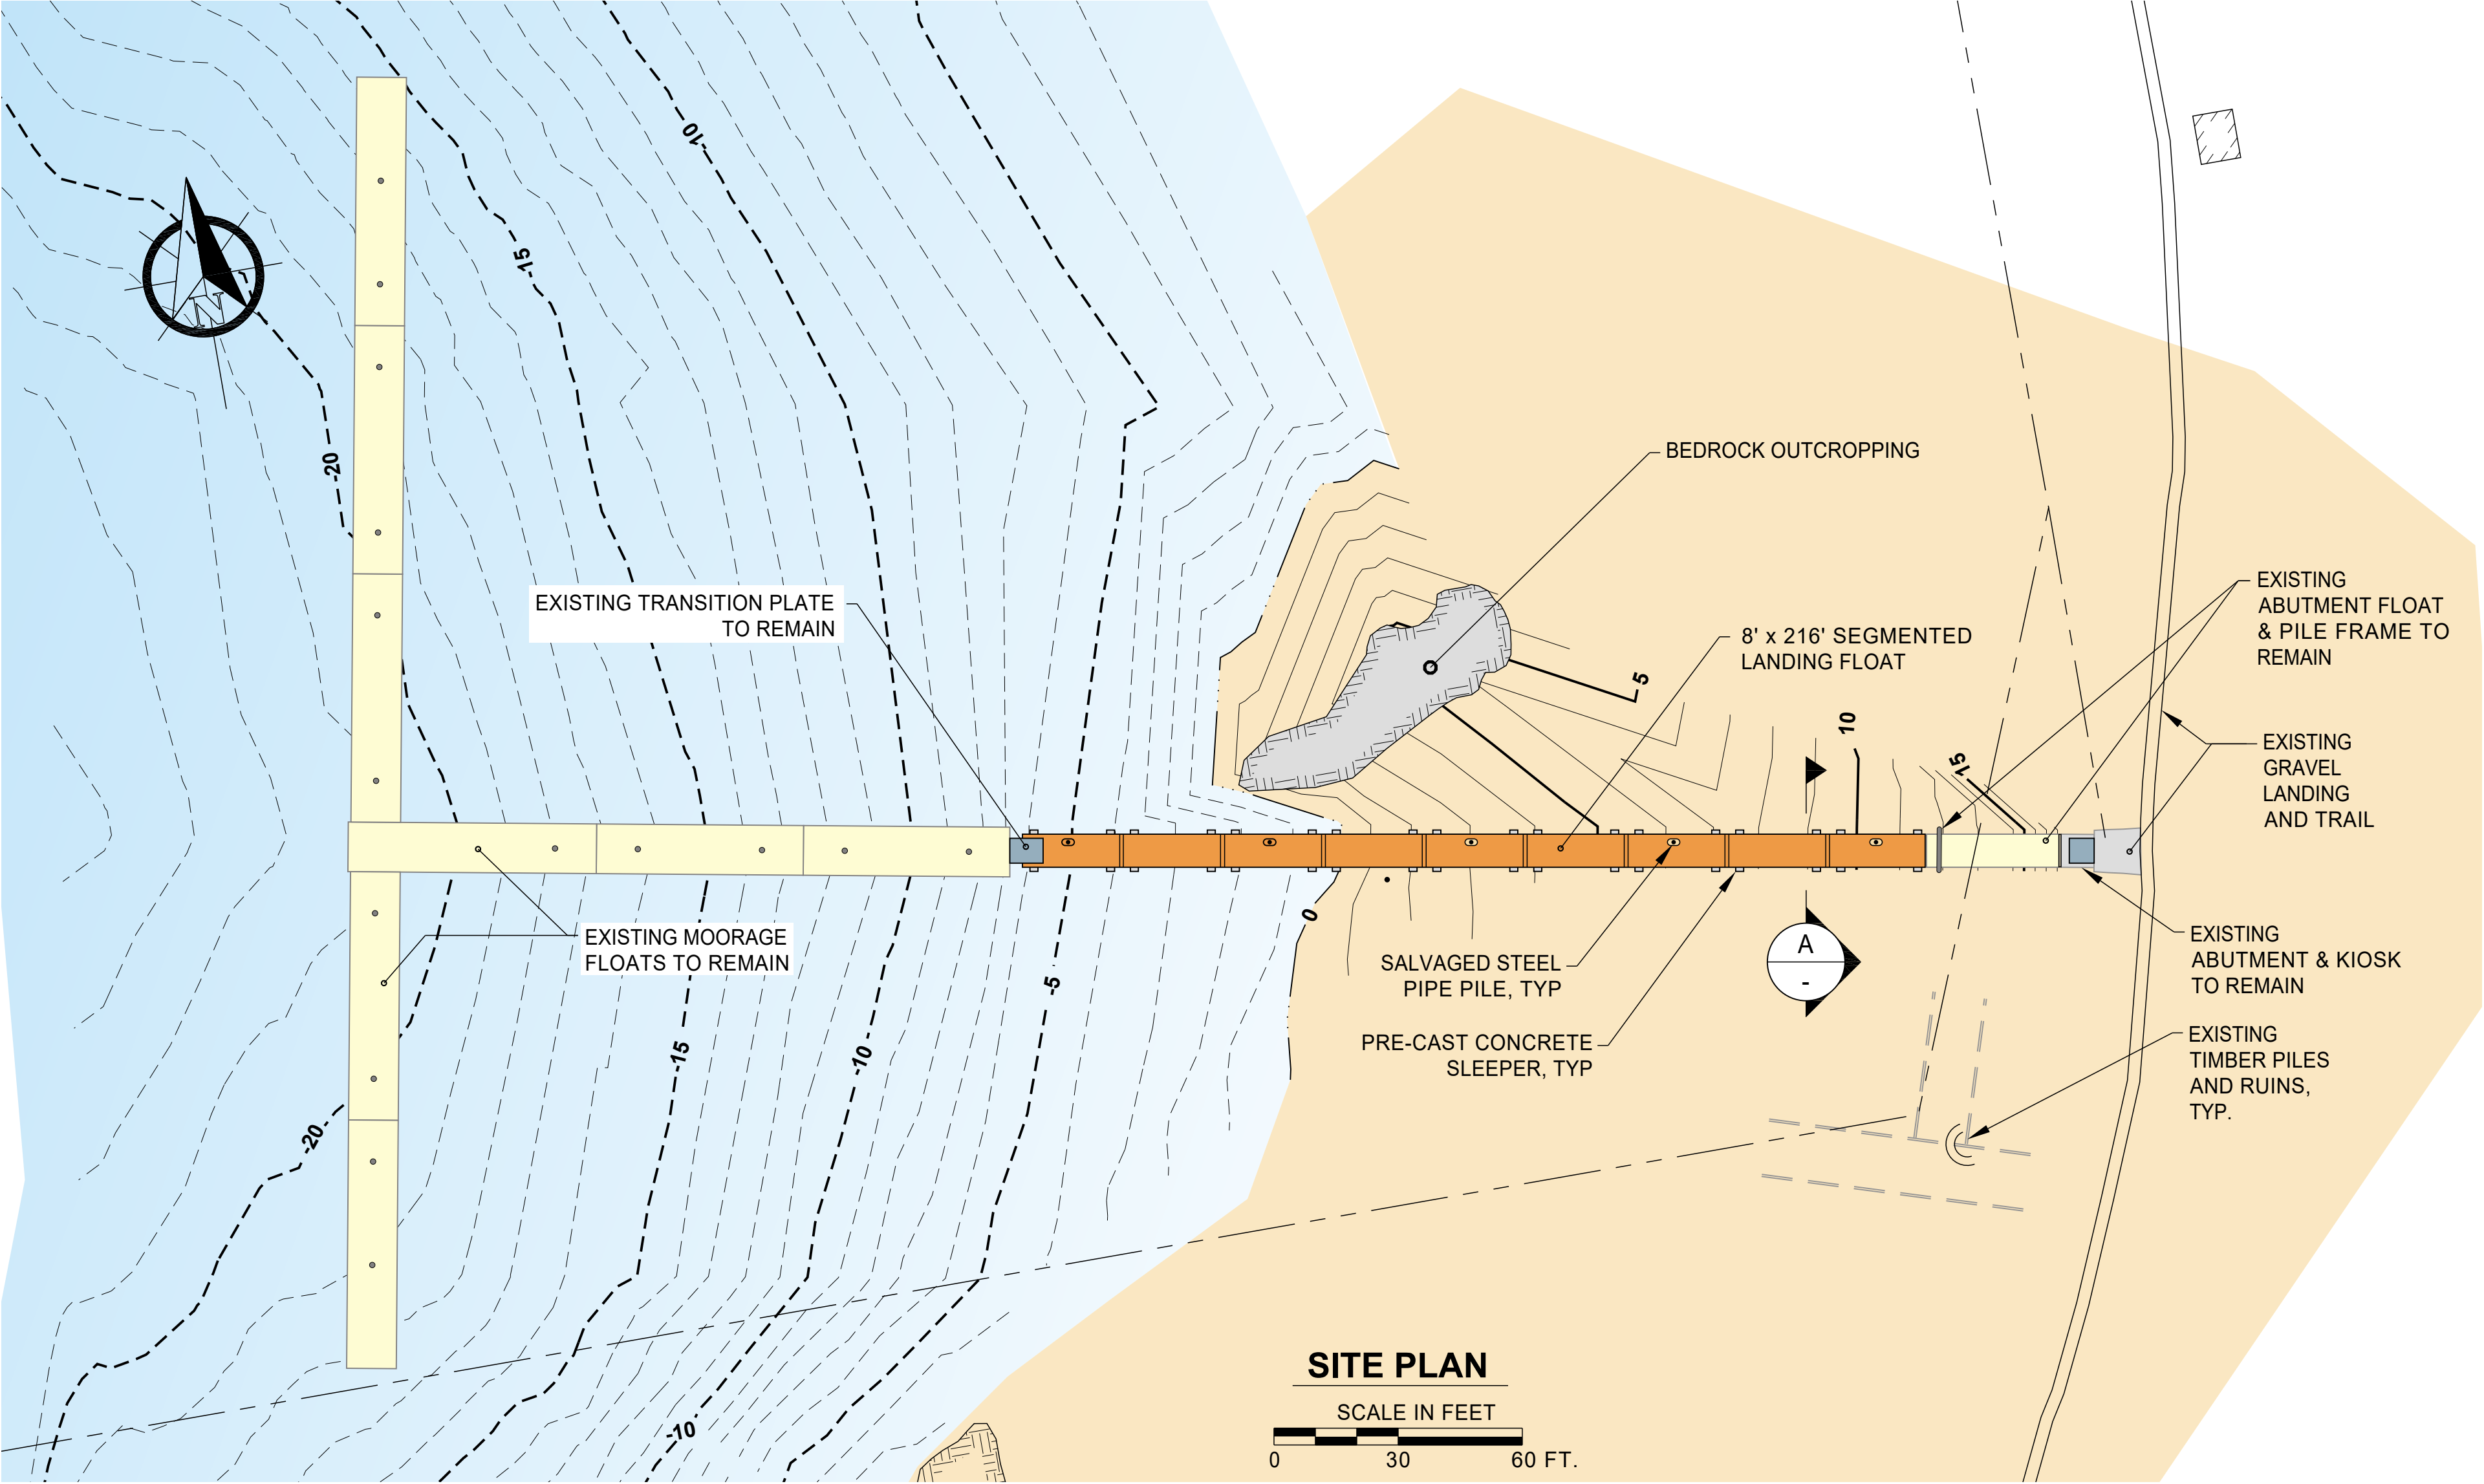 10
-15
-20
N
BEDROCK OUTCROPPING
EXISTING TRANSITION PLATE
TO REMAIN
8' x 216' SEGMENTED
LANDING FLOAT
5
10
15
EXISTING
ABUTMENT FLOAT
& PILE FRAME TO
REMAIN
EXISTING
GRAVEL
LANDING
AND TRAIL
EXISTING MOORAGE
FLOATS TO REMAIN
0
-5
-10
-15
-20
SALVAGED STEEL
PIPE PILE, TYP
A
-
PRE-CAST CONCRETE
SLEEPER, TYP
EXISTING
ABUTMENT & KIOSK
TO REMAIN
EXISTING
TIMBER PILES
AND RUINS,
TYP.
-10
SITE PLAN
SCALE IN FEET
0 30 60 FT.